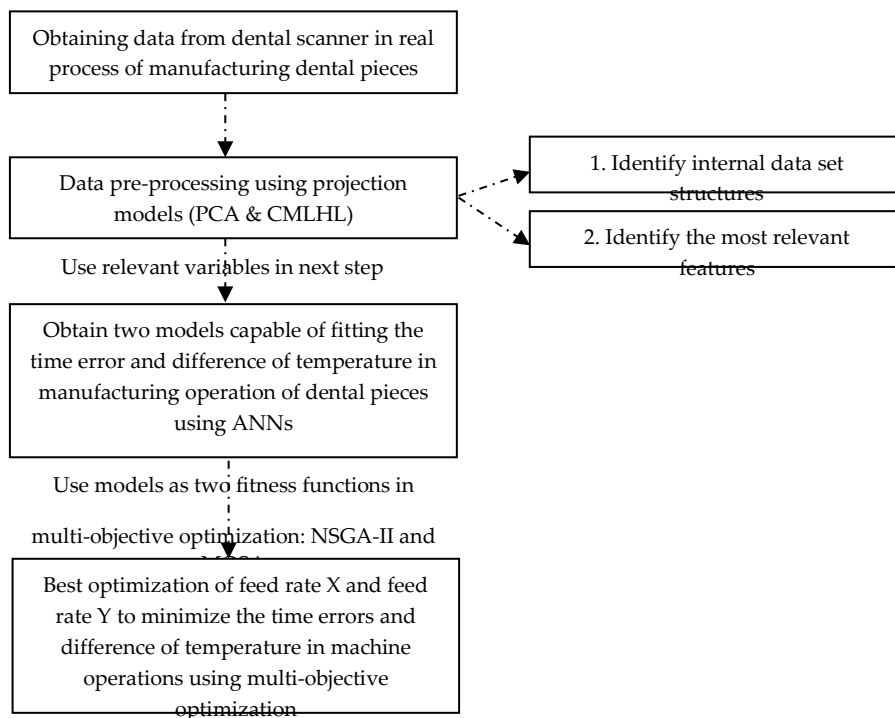 Obtaining data from dental scanner in real
process of manufacturing dental pieces
Data pre-processing using projection
models (PCA & CMLHL)
1. Identify internal data set
structures
2. Identify the most relevant
features
Use relevant variables in next step
Obtain two models capable of fitting the
time error and difference of temperature in
manufacturing operation of dental pieces
using ANNs
Use models as two fitness functions in
multi-objective optimization: NSGA-II and
Best optimization of feed rate X and feed
rate Y to minimize the time errors and
difference of temperature in machine
operations using multi-objective
optimization